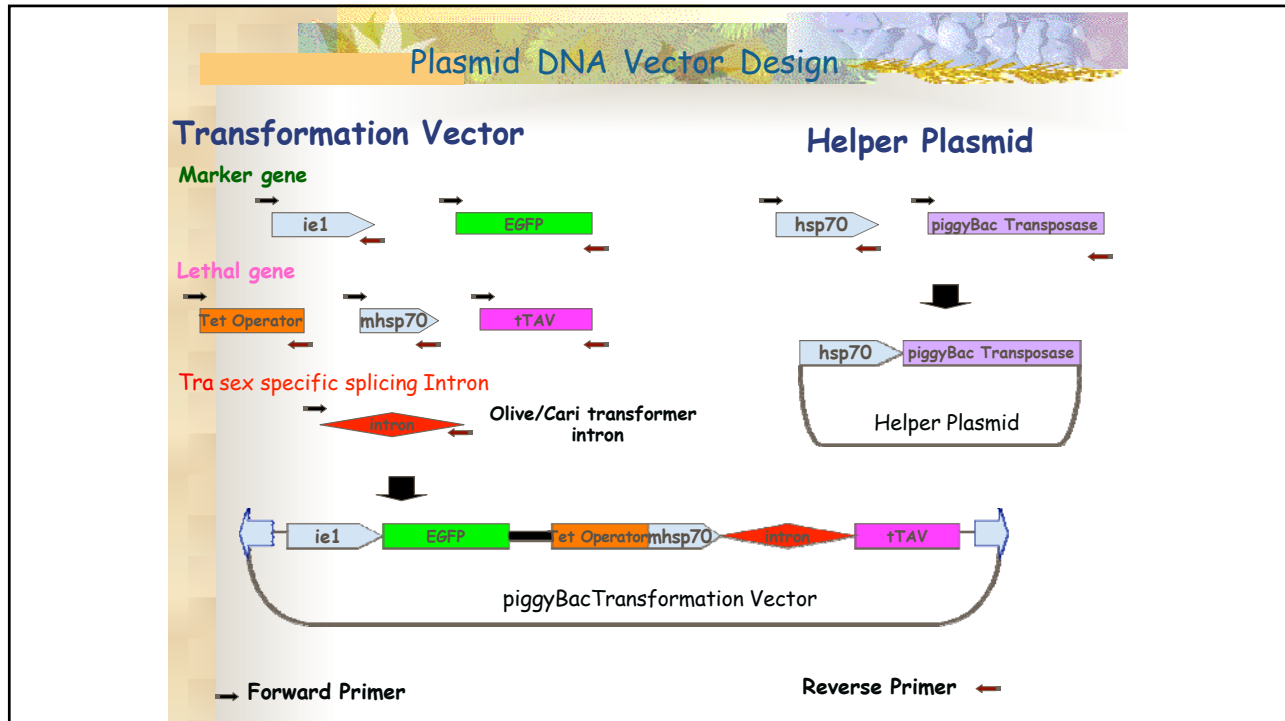 Plasmid DNA Vector Design
Transformation Vector
Marker gene
ie1
EGFP
Lethal gene
Tet Operator
mhsp70
tTAV
Tra sex specific splicing Intron
intron
Olive/Cari transformer
intron
ie1
EGFP
Tet Operator
mhsp70
intron
tTAV
piggyBacTransformation Vector
Helper Plasmid
hsp70
piggyBac Transposase
hsp70
piggyBac Transposase
Helper Plasmid
Forward Primer
Reverse Primer